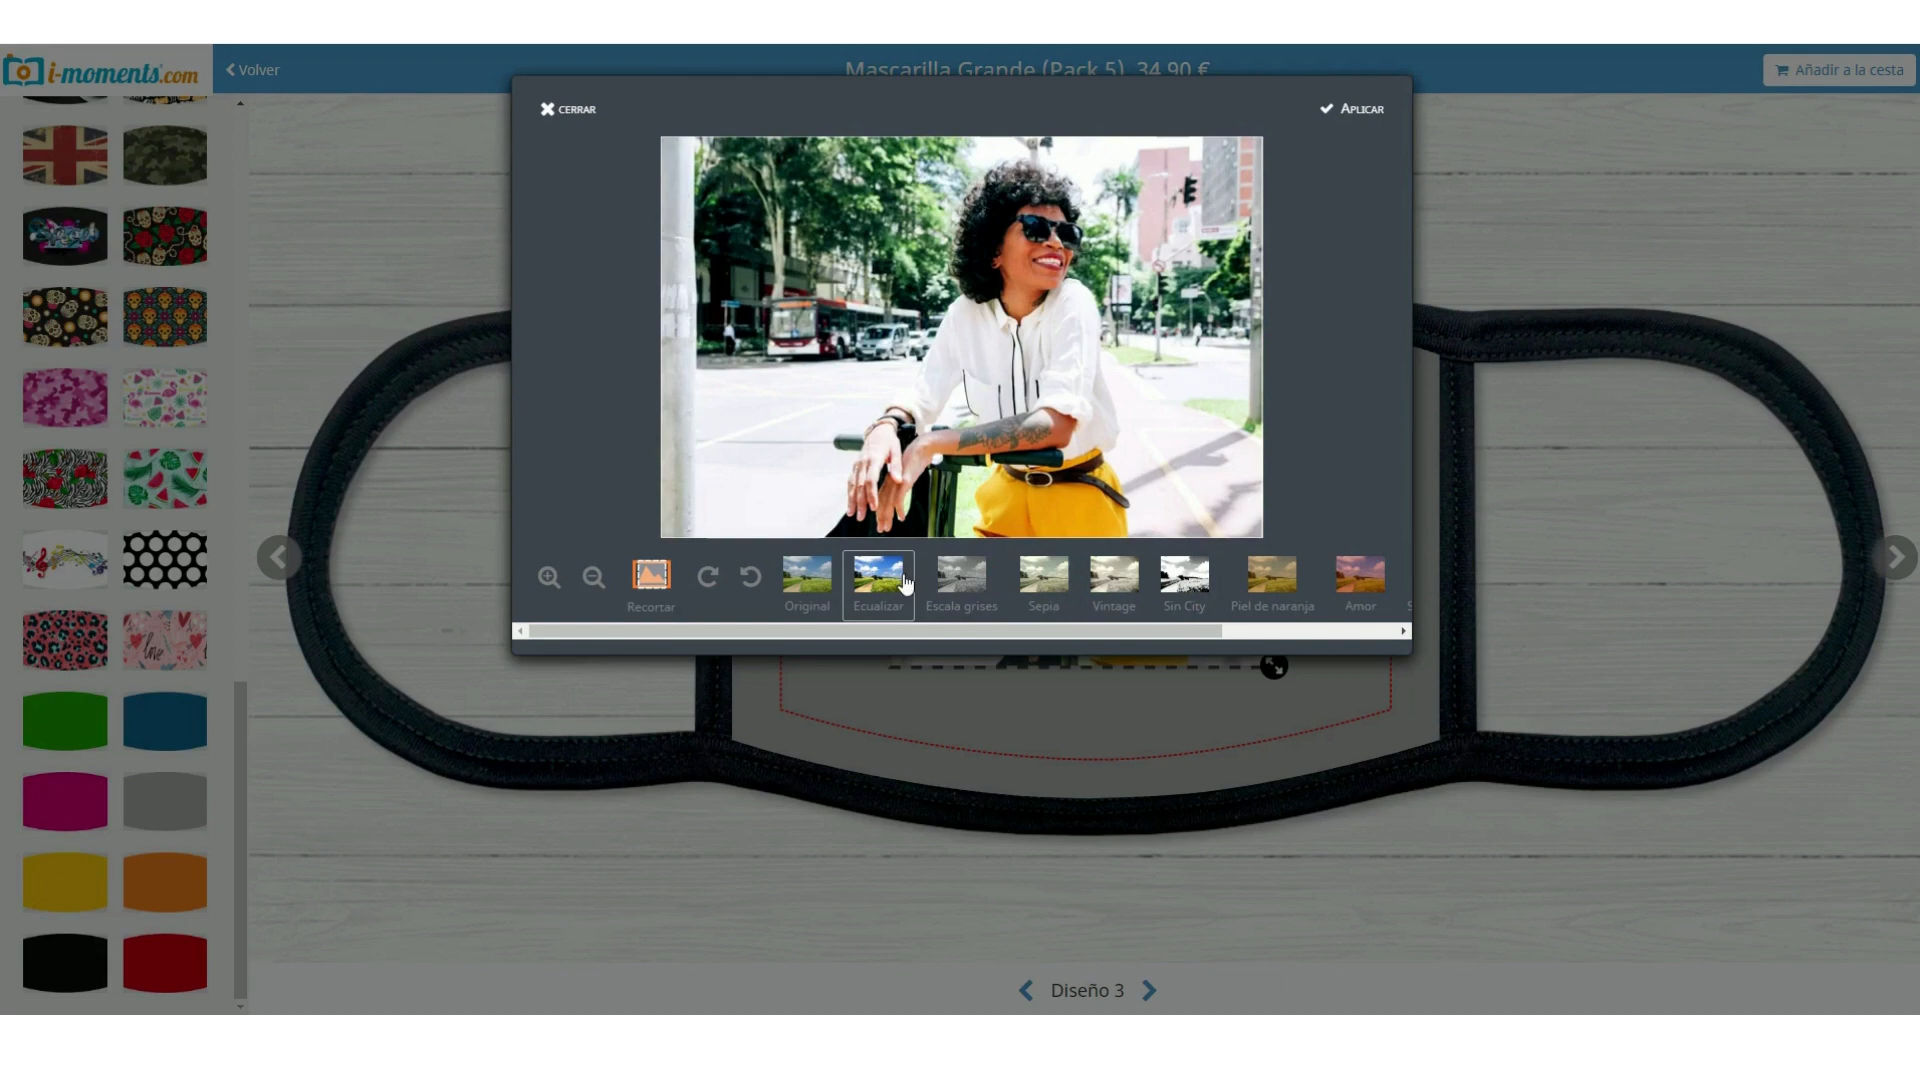 i-moments.com
Volver
Mascarilla Grande (Pack 5) 34,90 €
Añadir a la cesta
CERRAR
APLICAR
Recortar
Original
Ecualizar
Escala grises
Sepia
Vintage
Sin City
Piel de naranja
Amor
love
Diseño 3